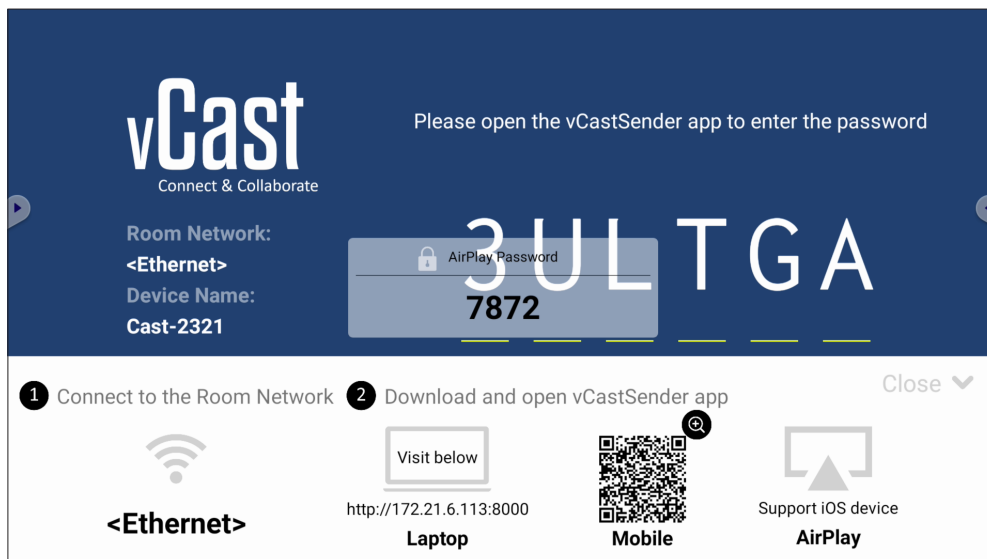 vCast
Connect & Collaborate
Please open the vCastSender app to enter the password
Room Network:
<Ethernet>
Device Name:
Cast-2321
3ULTGA
AirPlay Password
7872
1 Connect to the Room Network
2 Download and open vCastSender app
Close
<Ethernet>
Visit below
http://172.21.6.113:8000
Laptop
Mobile
Support iOS device
AirPlay